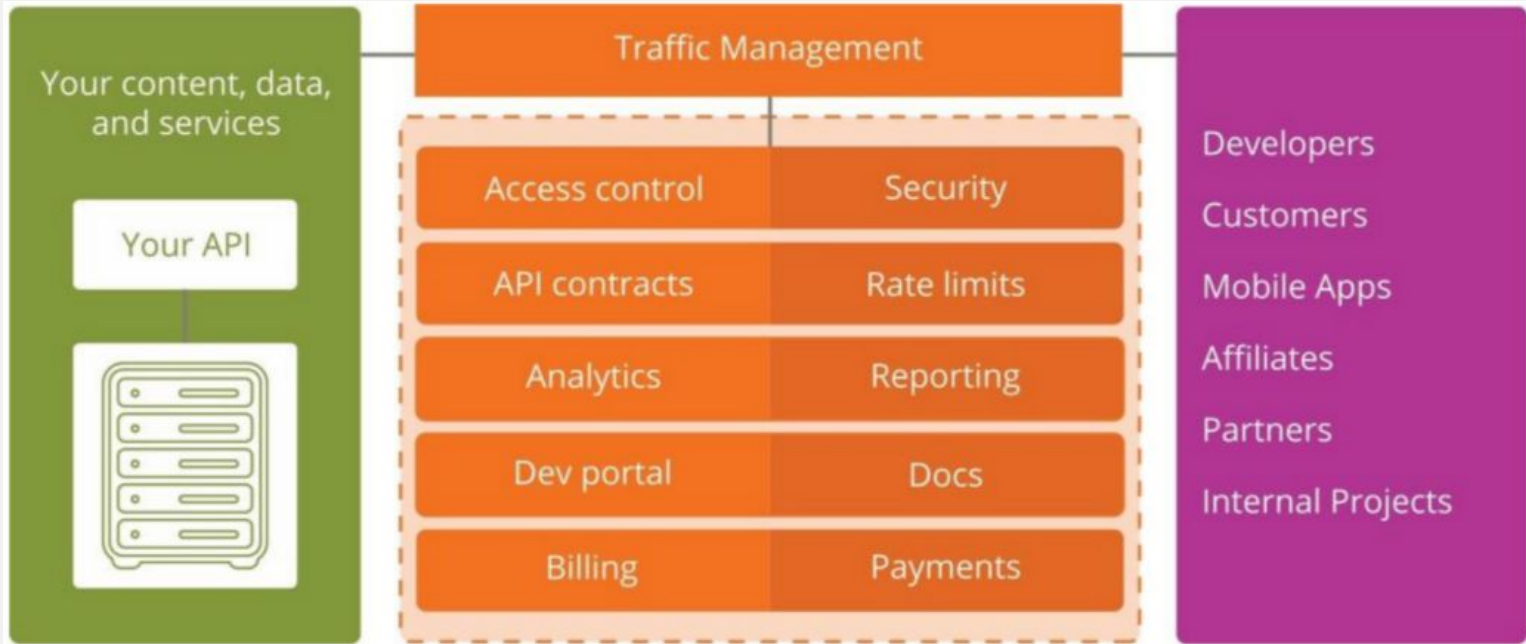 Your content, data,
and services
Your API
Traffic Management
Access control
Security
API contracts
Rate limits
Analytics
Reporting
Dev portal
Docs
Billing
Payments
Developers
Customers
Mobile Apps
Affiliates
Partners
Internal Projects